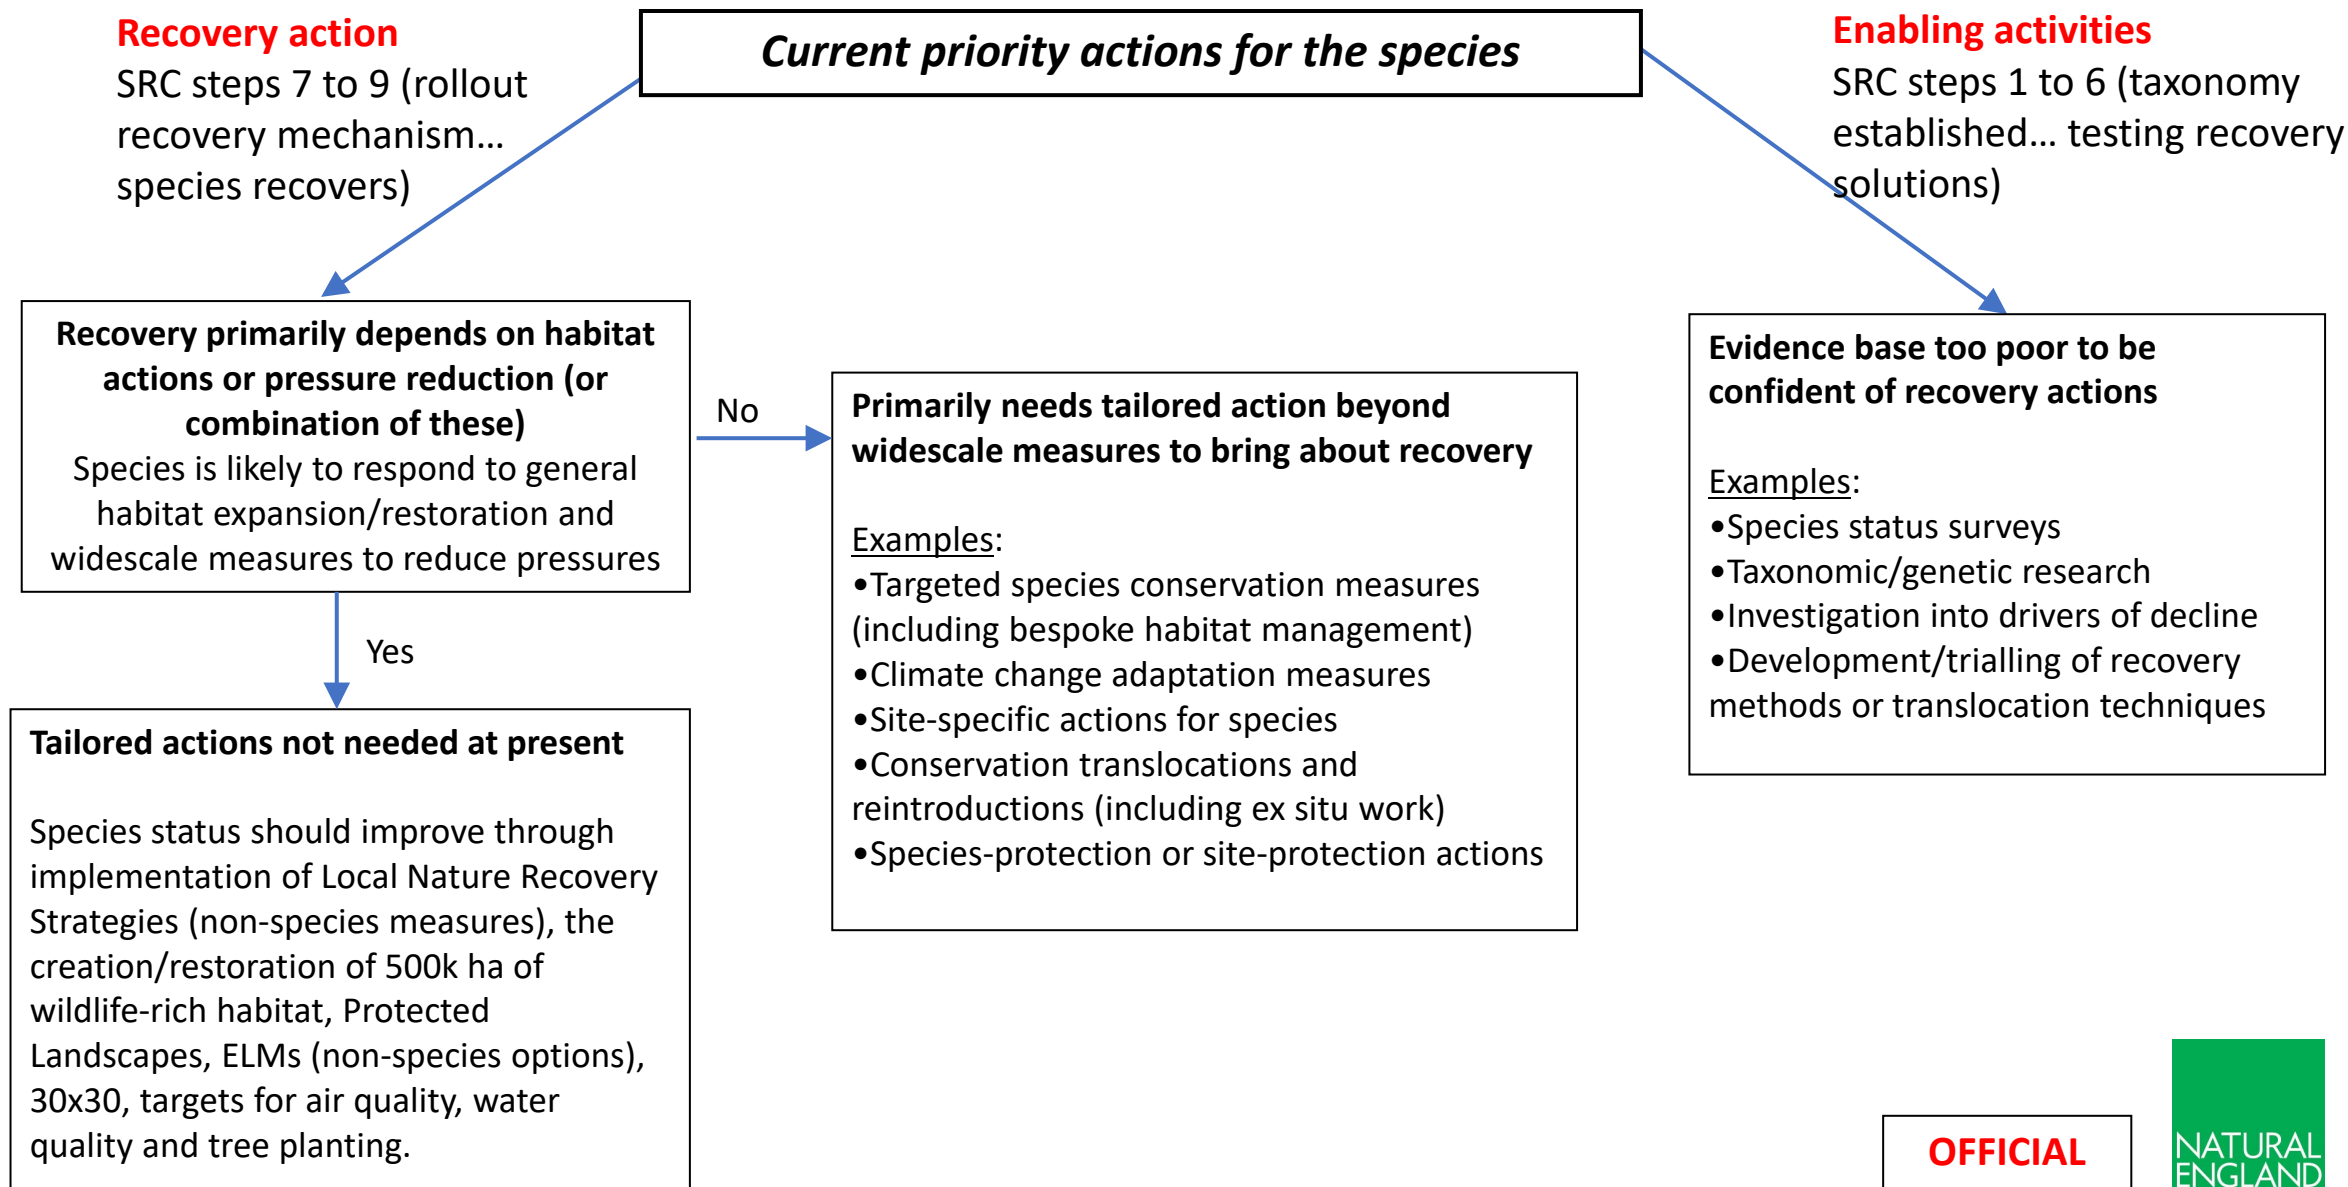 Recovery action
SRC steps 7 to 9 (rollout
recovery mechanism...
species recovers)
Current priority actions for the species
Enabling activities
SRC steps 1 to 6 (taxonomy
established... testing recovery
solutions)
Recovery primarily depends on habitat
actions or pressure reduction (or
combination of these)
Species is likely to respond to general
habitat expansion/restoration and
widescale measures to reduce pressures
No
Primarily needs tailored action beyond
widescale measures to bring about recovery
Examples:
•Targeted species conservation measures
(including bespoke habitat management)
•Climate change adaptation measures
•Site-specific actions for species
•Conservation translocations and
reintroductions (including ex situ work)
•Species-protection or site-protection actions
Evidence base too poor to be
confident of recovery actions
Examples:
•Species status surveys
•Taxonomic/genetic research
•Investigation into drivers of decline
•Development/trialling of recovery
methods or translocation techniques
Yes
Tailored actions not needed at present
Species status should improve through
implementation of Local Nature Recovery
Strategies (non-species measures), the
creation/restoration of 500k ha of
wildlife-rich habitat, Protected
Landscapes, ELMs (non-species options),
30x30, targets for air quality, water
quality and tree planting.
OFFICIAL
NATURAL
ENGLAND